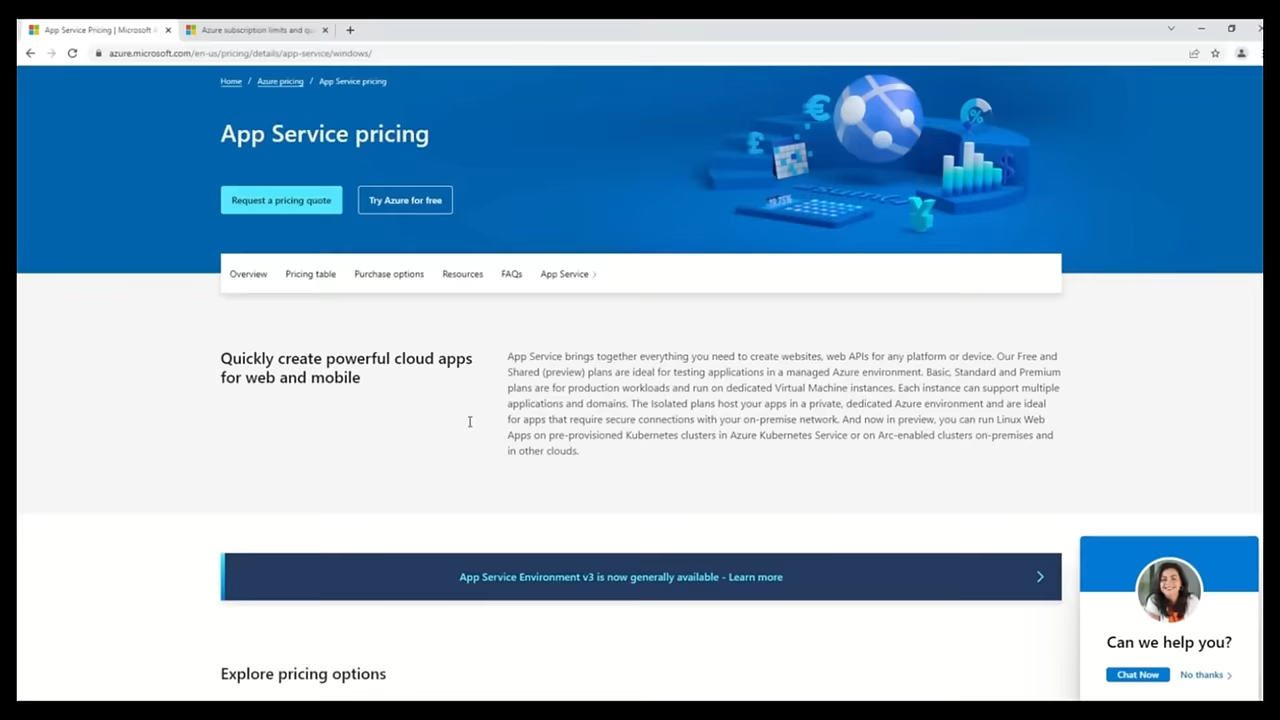 App Service Pricing | Microsoft
Azure subscription limits and qu
azure.microsoft.com/en-us/pricing/details/app-service/windows/
Home / Azure pricing / App Service pricing
App Service pricing
Request a pricing quote
Try Azure for free
Overview
Pricing table
Purchase options
Resources
FAQs
App Service
Quickly create powerful cloud apps
for web and mobile
App Service brings together everything you need to create websites, web APIs for any platform or device. Our Free and
Shared (preview) plans are ideal for testing applications in a managed Azure environment. Basic, Standard and Premium
plans are for production workloads and run on dedicated Virtual Machine instances. Each instance can support multiple
applications and domains. The Isolated plans host your apps in a private, dedicated Azure environment and are ideal
for apps that require secure connections with your on-premise network. And now in preview, you can run Linux Web
Apps on pre-provisioned Kubernetes clusters in Azure Kubernetes Service or on Arc-enabled clusters on-premises and
in other clouds.
App Service Environment v3 is now generally available - Learn more
Explore pricing options
Can we help you?
Chat Now
No thanks